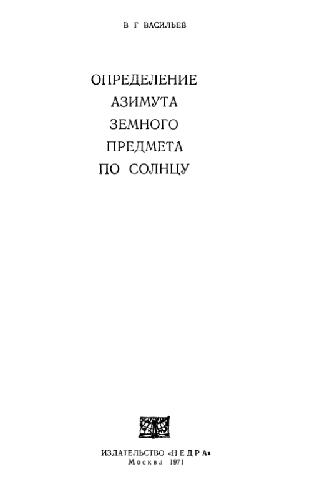 В Г ВАСИЛЬЕВ
ОПРЕДЕЛЕНИЕ
АЗИМУТА
ЗЕМНОГО
ПРЕДМЕТА
ПО СОЛНЦУ
ИЗДАТЕЛЬСТВО «НЕДРА»
Москва 1971